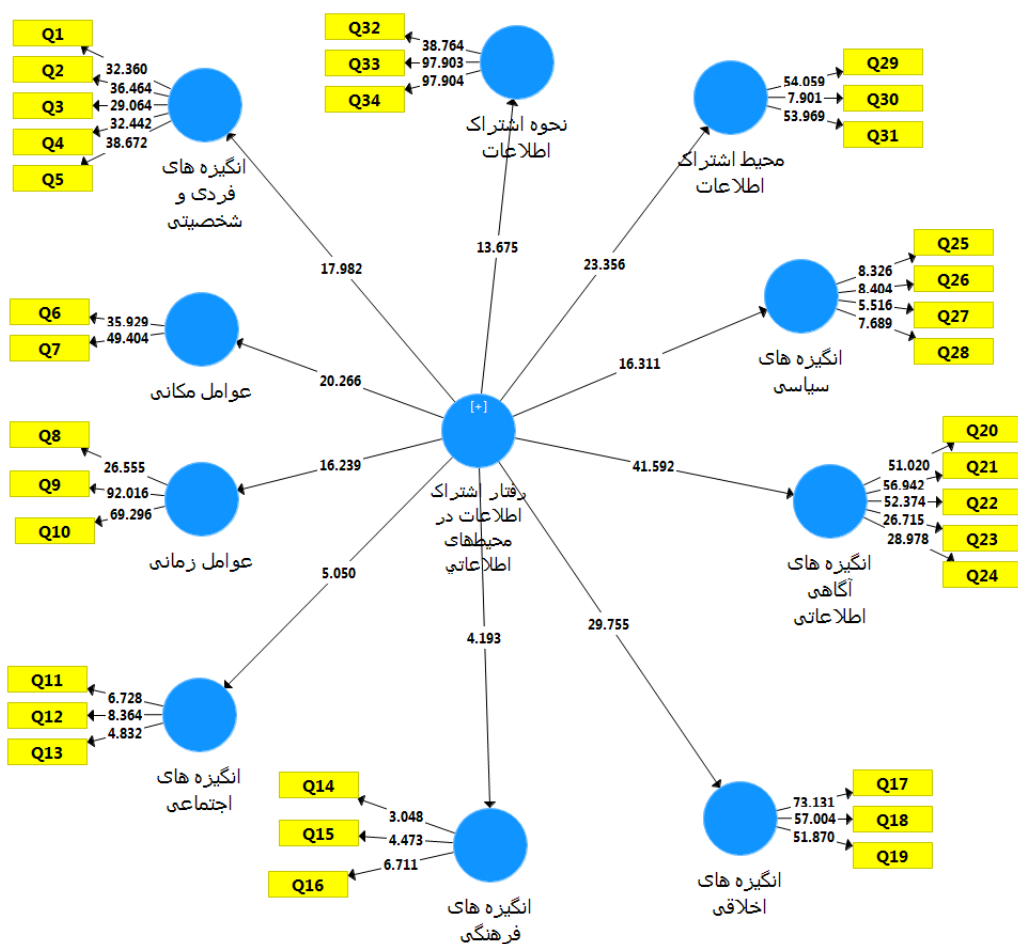 Q1
Q2
Q3
Q4
Q5
32.360
36.464
29.064
32.442
38.672
انگیزه های
فردی و
شخصیتی
Q32
Q33
Q34
38.764
97.903
97.904
نحوه اشتراک
اطلاعات
54.059
7.901
53.969
Q29
Q30
Q31
محیط اشتراک
اطلاعات
17.982
13.675
23.356
Q6
Q7
35.929
49.404
عوامل مکانی
20.266
16.311
8.326
8.404
5.516
7.689
Q25
Q26
Q27
Q28
انگیزه های
سیاسی
[+]
رفتار اشتراک
اطلاعات در
محیط‌های
اطلاعاتي
Q8
Q9
Q10
26.555
92.016
69.296
عوامل زمانی
16.239
41.592
51.020
56.942
52.374
26.715
28.978
Q20
Q21
Q22
Q23
Q24
انگیزه های
آگاهی
اطلاعاتی
5.050
4.193
29.755
Q11
Q12
Q13
6.728
8.364
4.832
انگیزه های
اجتماعی
Q14
Q15
Q16
3.048
4.473
6.711
انگیزه های
فرهنگی
73.131
57.004
51.870
Q17
Q18
Q19
انگیزه های
اخلاقی